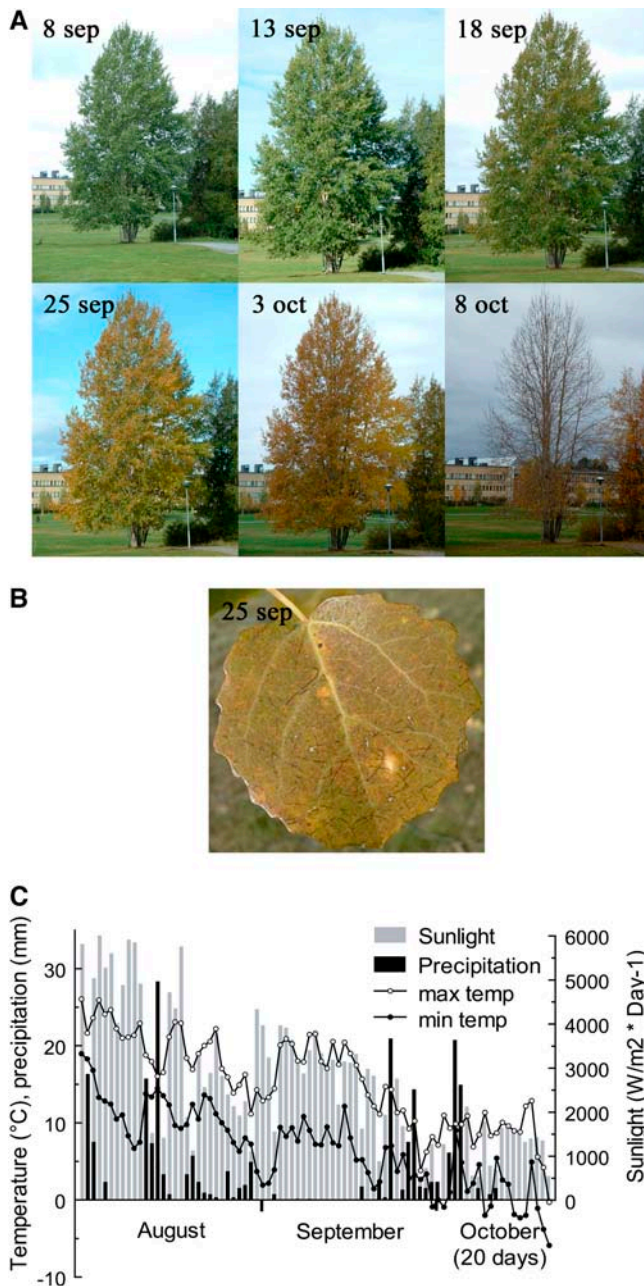 A
8 sep
13 sep
18 sep
25 sep
3 oct
8 oct
B
25 sep
C
Temperature (°C), precipitation (mm)
30
20
10
0
-10
Sunlight
Precipitation
max temp
min temp
6000
5000
4000
3000
2000
1000
0
Sunlight (W/m2 * Day-1)
August
September
October
(20 days)